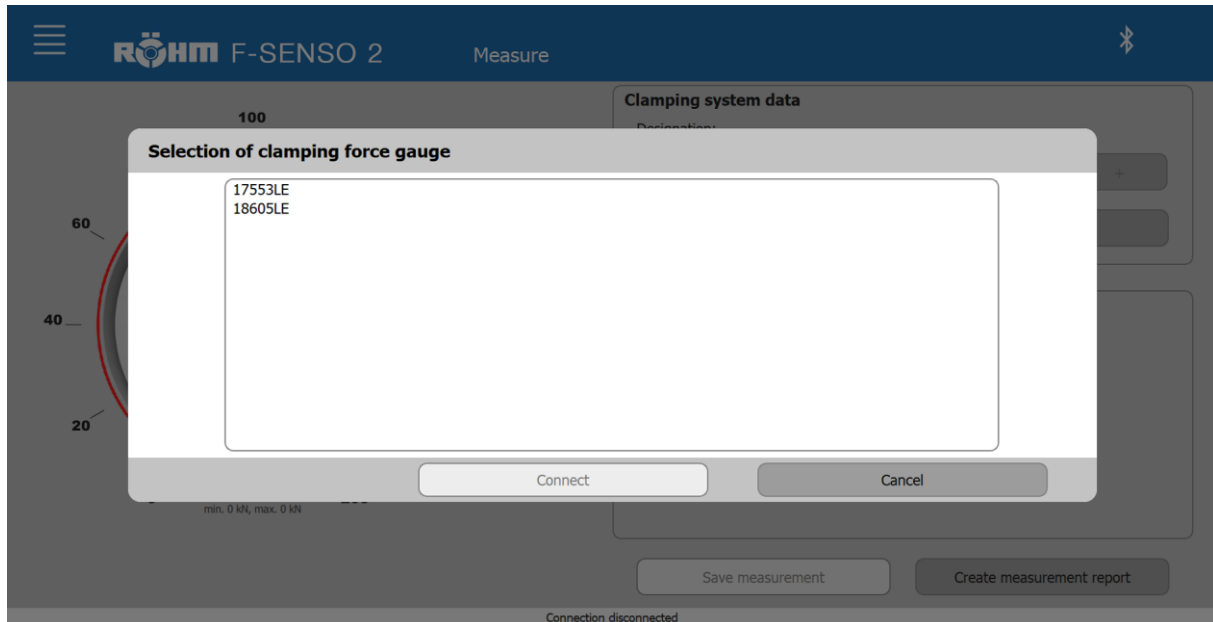 RÖHM F-SENSO 2 Measure
100
Clamping system data
Designation:
Selection of clamping force gauge
17553LE
18605LE
+
60
40
20
Connect Cancel
min. 0 kN, max. 0 kN
Save measurement Create measurement report
Connection disconnected